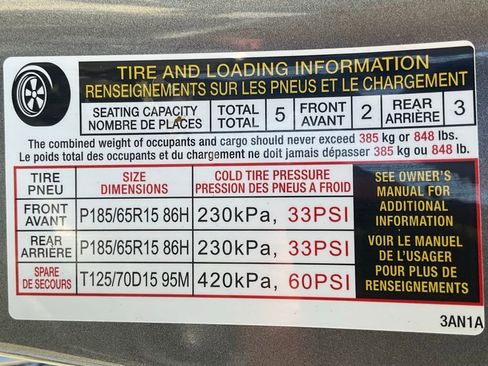 TIRE AND LOADING INFORMATION
RENSEIGNEMENTS SUR LES PNEUS ET LE CHARGEMENT
SEATING CAPACITY
NOMBRE DE PLACES
TOTAL
TOTAL
5
FRONT
AVANT
2
REAR
ARRIÈRE
3
The combined weight of occupants and cargo should never exceed 385 kg or 848 lbs.
Le poids total des occupants et du chargement ne doit jamais dépasser 385 kg ou 848 lb.
TIRE
PNEU
SIZE
DIMENSIONS
COLD TIRE PRESSURE
PRESSION DES PNEUS A FROID
FRONT
AVANT
P185/65R15 86H
230kPa, 33PSI
REAR
ARRIÈRE
P185/65R15 86H
230kPa, 33PSI
SPARE
DE SECOURS
T125/70D15 95M
420kPa, 60PSI
SEE OWNER'S
MANUAL FOR
ADDITIONAL
INFORMATION
VOIR LE MANUEL
DE L'USAGER
POUR PLUS DE
RENSEIGNEMENTS
3AN1A